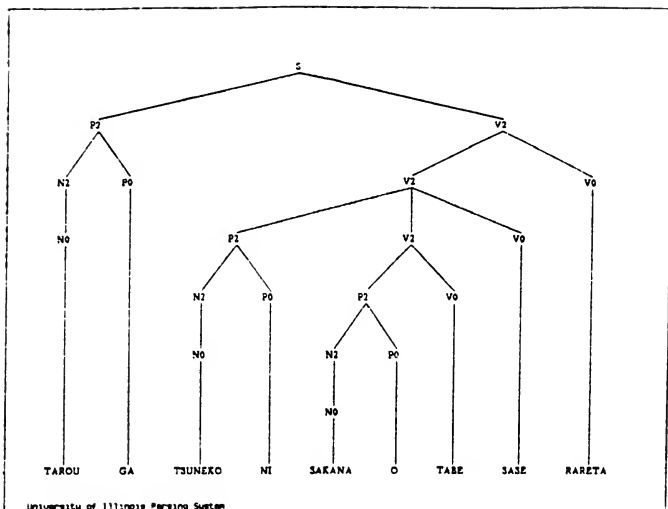 S
P2 V2
N2 P0 V2 V0
N0 P2 V2 V0
N2 P0 P2 V0
N0 N2 P0
N0
TAROU GA TSUNEKO NI SAKANA O TABE SASE RARETA
University of Illinois Parsing System